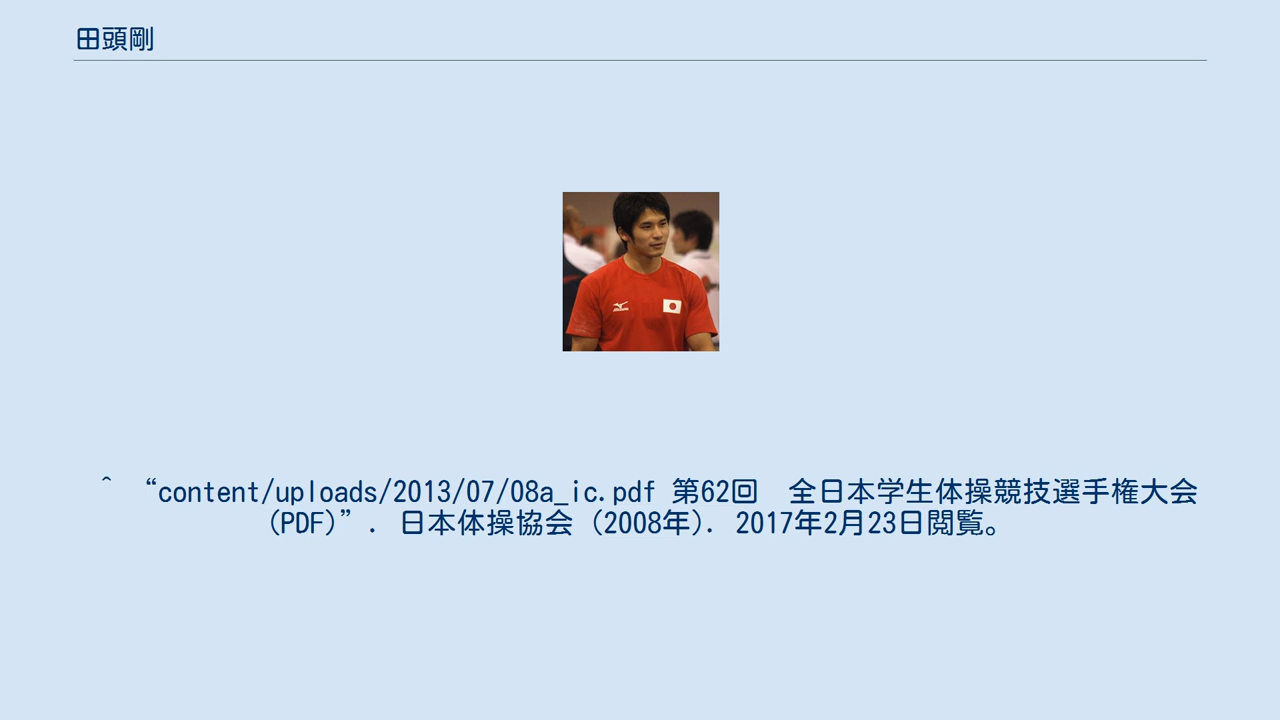 田頭剛
^ “content/uploads/2013/07/08a_ic.pdf 第62回　全日本学生体操競技選手権大会
(PDF)”. 日本体操協会 (2008年). 2017年2月23日閲覧。